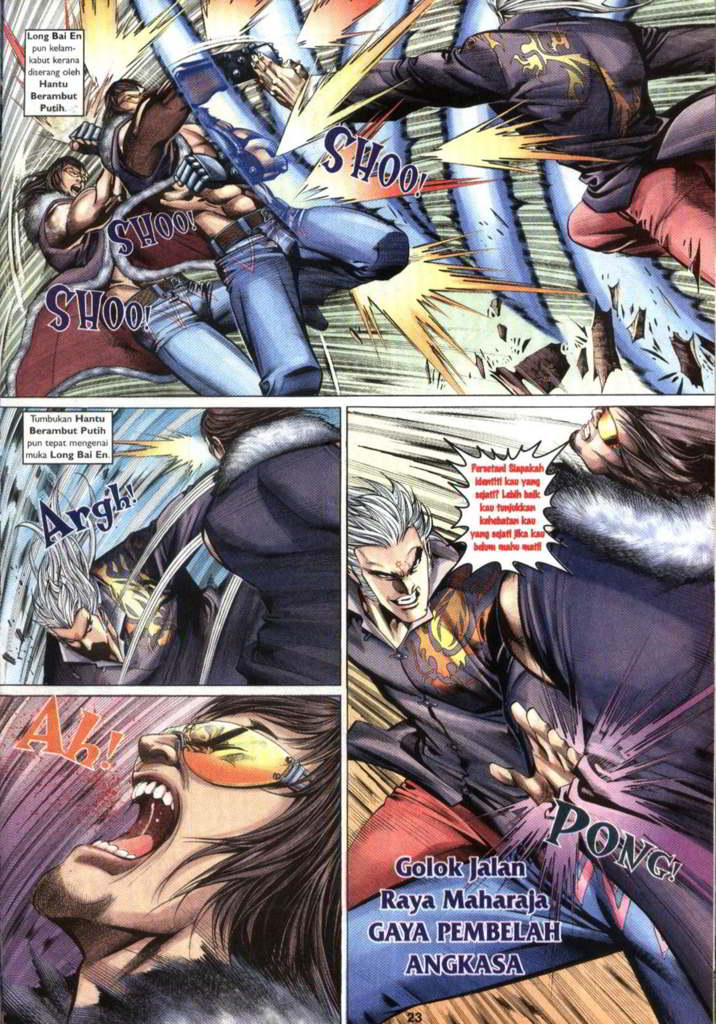 Long Bai En
pun kelam-
kabut kerana
diserang oleh
Hantu
Berambut
Putih.
SHOO!
SHOO!
SHOO!
Tumbukan Hantu
Berambut Putih
pun tepat mengenai
muka Long Bai En.
Argh!
Ah!
Persetan! Siapakah
identiti kau yang
sejati? Lebih baik
kau tunjukkan
kehebatan kau
yang sejati jika kau
belum mahu mati!
PONG!
Golok Jalan
Raya Maharaja
GAYA PEMBELAH
ANGKASA
23